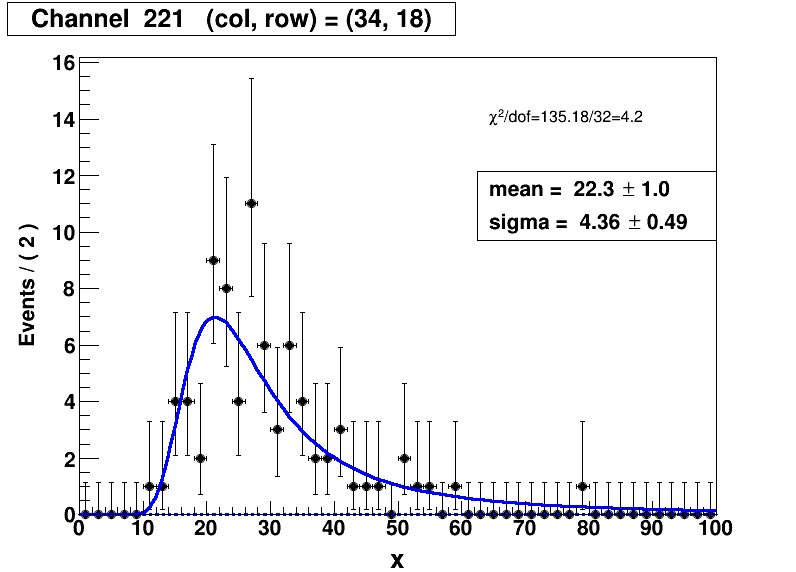 Channel 221 (col, row) = (34, 18)
χ²/dof=135.18/32=4.2
mean = 22.3 ± 1.0
sigma = 4.36 ± 0.49
Events / ( 2 )
16
14
12
10
8
6
4
2
0
0 10 20 30 40 50 60 70 80 90 100
x